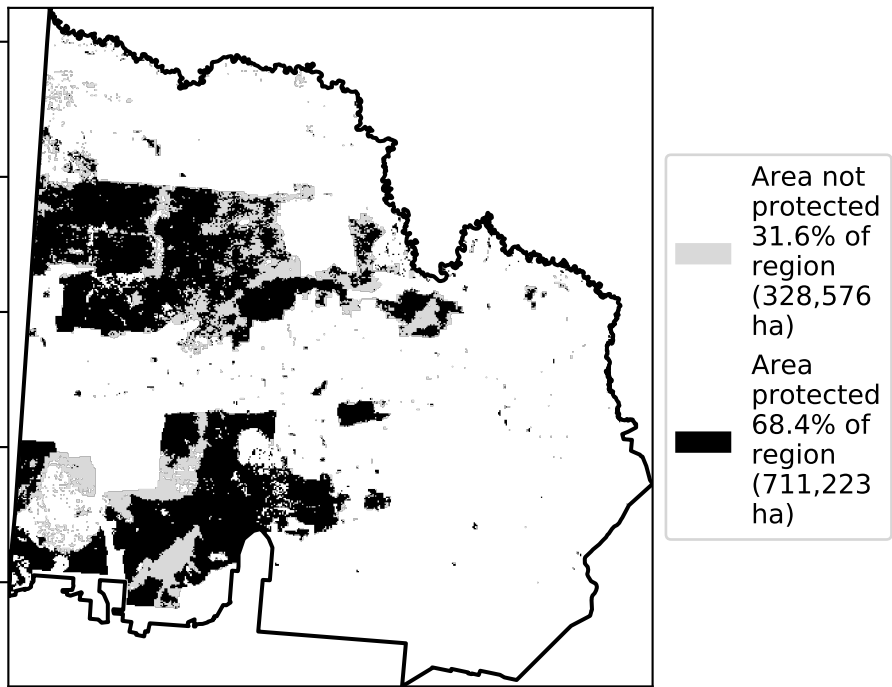 Area not
protected
31.6% of
region
(328,576
ha)
Area
protected
68.4% of
region
(711,223
ha)